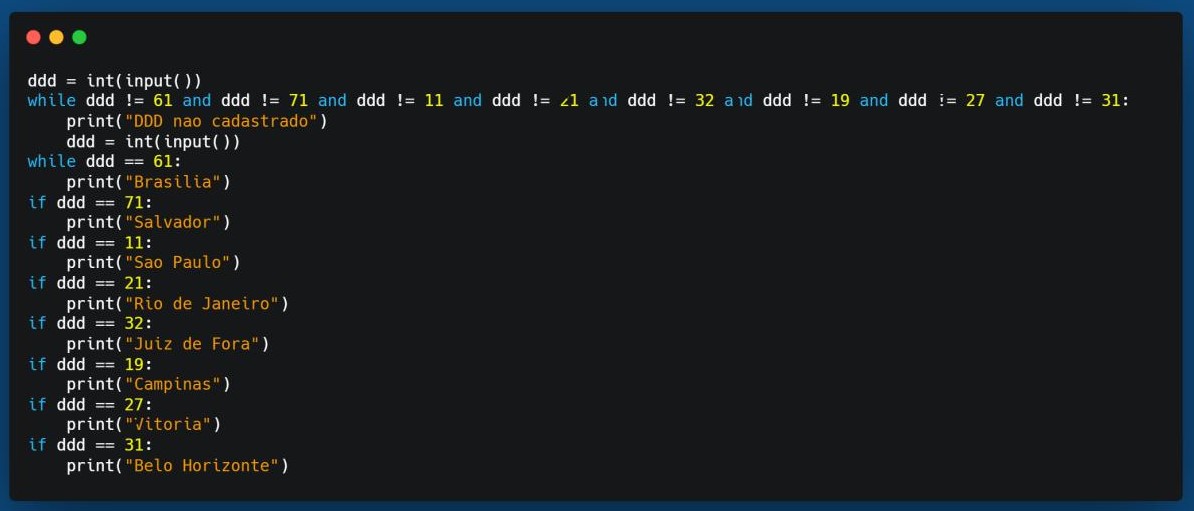 ddd = int(input())
while ddd != 61 and ddd != 71 and ddd != 11 and ddd != 21 and ddd != 32 and ddd != 19 and ddd != 27 and ddd != 31:
    print("DDD nao cadastrado")
    ddd = int(input())
while ddd == 61:
    print("Brasilia")
if ddd == 71:
    print("Salvador")
if ddd == 11:
    print("Sao Paulo")
if ddd == 21:
    print("Rio de Janeiro")
if ddd == 32:
    print("Juiz de Fora")
if ddd == 19:
    print("Campinas")
if ddd == 27:
    print("Vitoria")
if ddd == 31:
    print("Belo Horizonte")